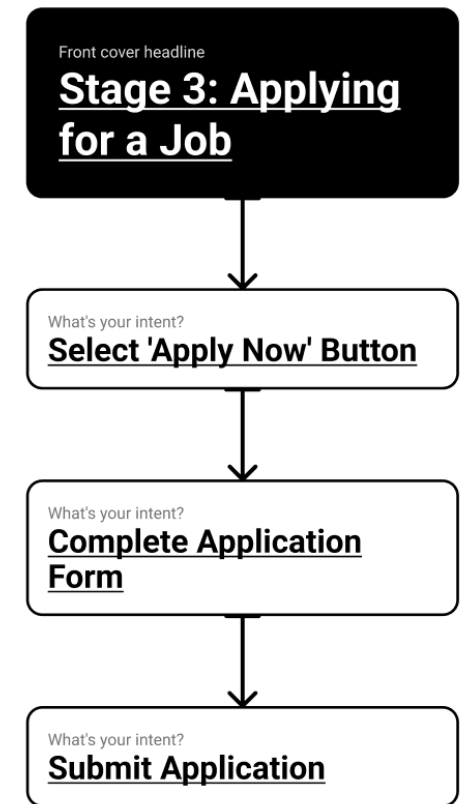 Front cover headline
Stage 3: Applying
for a Job
What's your intent?
Select 'Apply Now' Button
What's your intent?
Complete Application
Form
What's your intent?
Submit Application